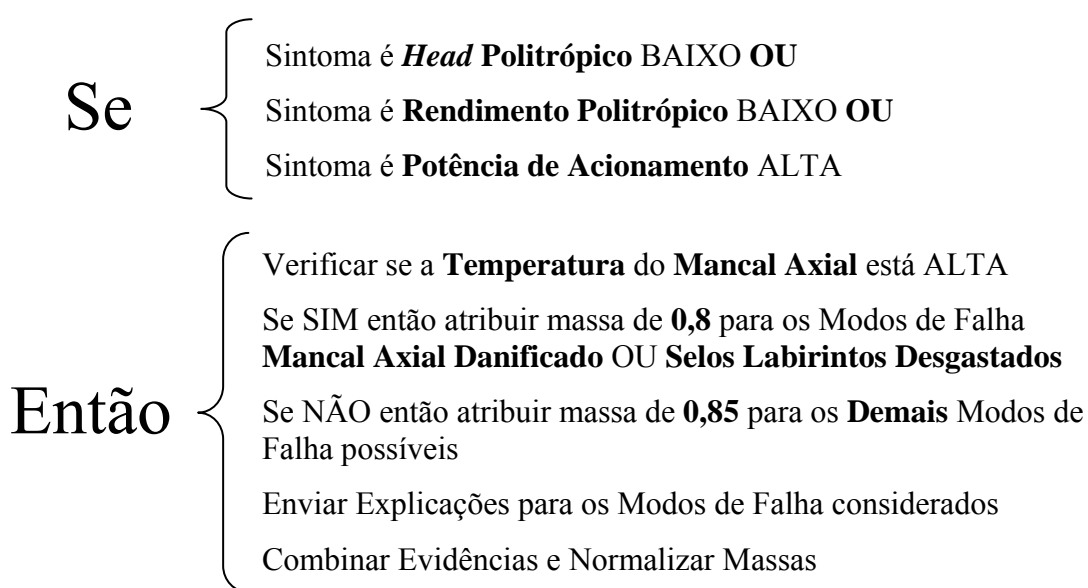 Se
Sintoma é Head Politrópico BAIXO OU
Sintoma é Rendimento Politrópico BAIXO OU
Sintoma é Potência de Acionamento ALTA
Então
Verificar se a Temperatura do Mancal Axial está ALTA
Se SIM então atribuir massa de 0,8 para os Modos de Falha
Mancal Axial Danificado OU Selos Labirintos Desgastados
Se NÃO então atribuir massa de 0,85 para os Demais Modos de
Falha possíveis
Enviar Explicações para os Modos de Falha considerados
Combinar Evidências e Normalizar Massas